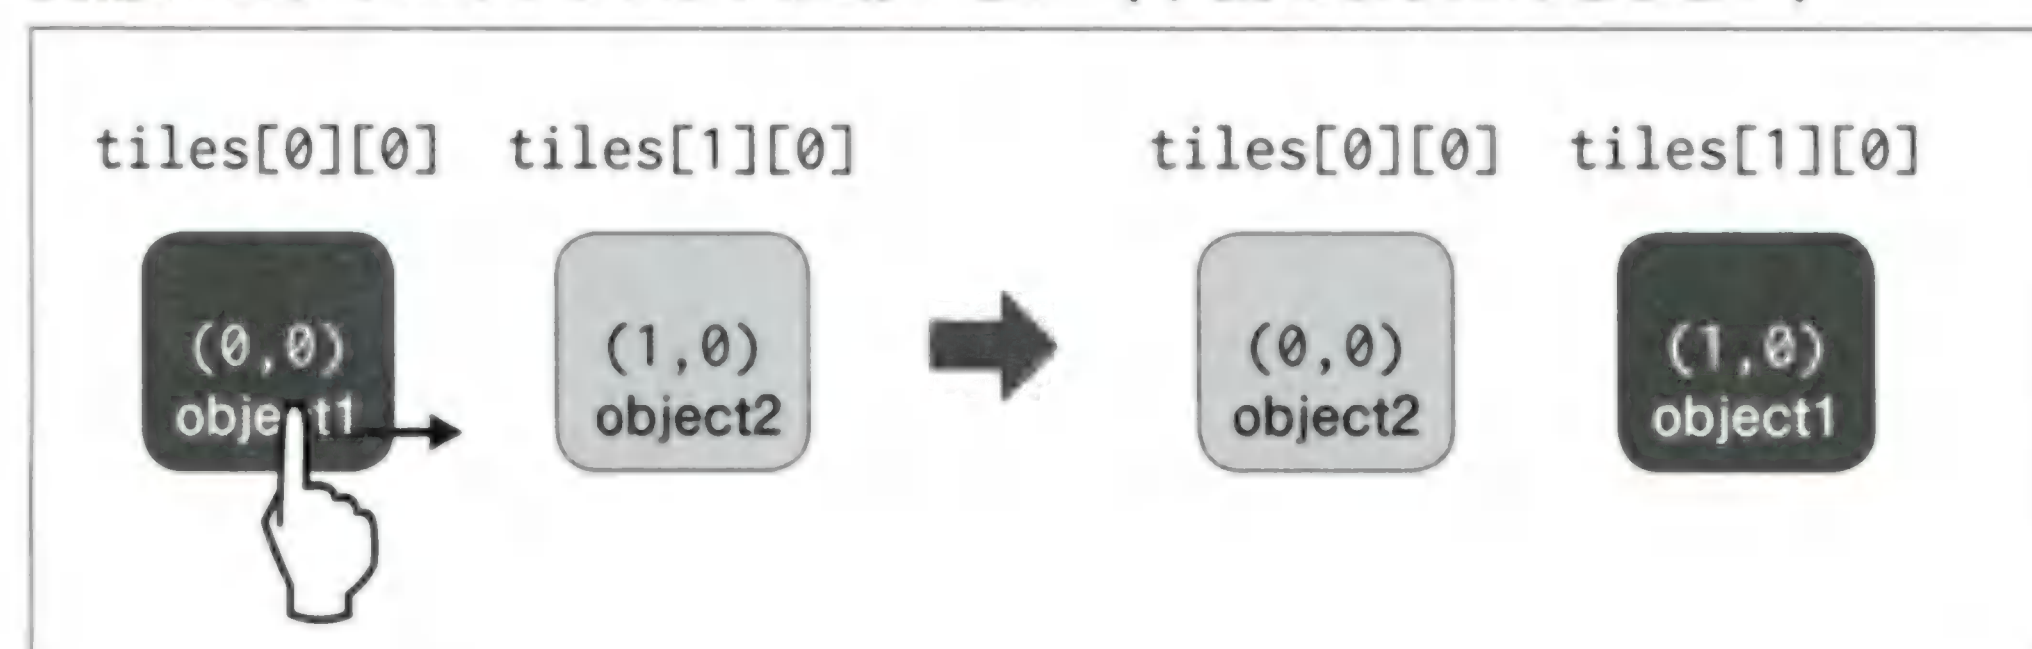 tiles[0][0] tiles[1][0] tiles[0][0] tiles[1][0]
(0,0) (1,0) (0,0) (1,0)
object1 object2 object2 object1